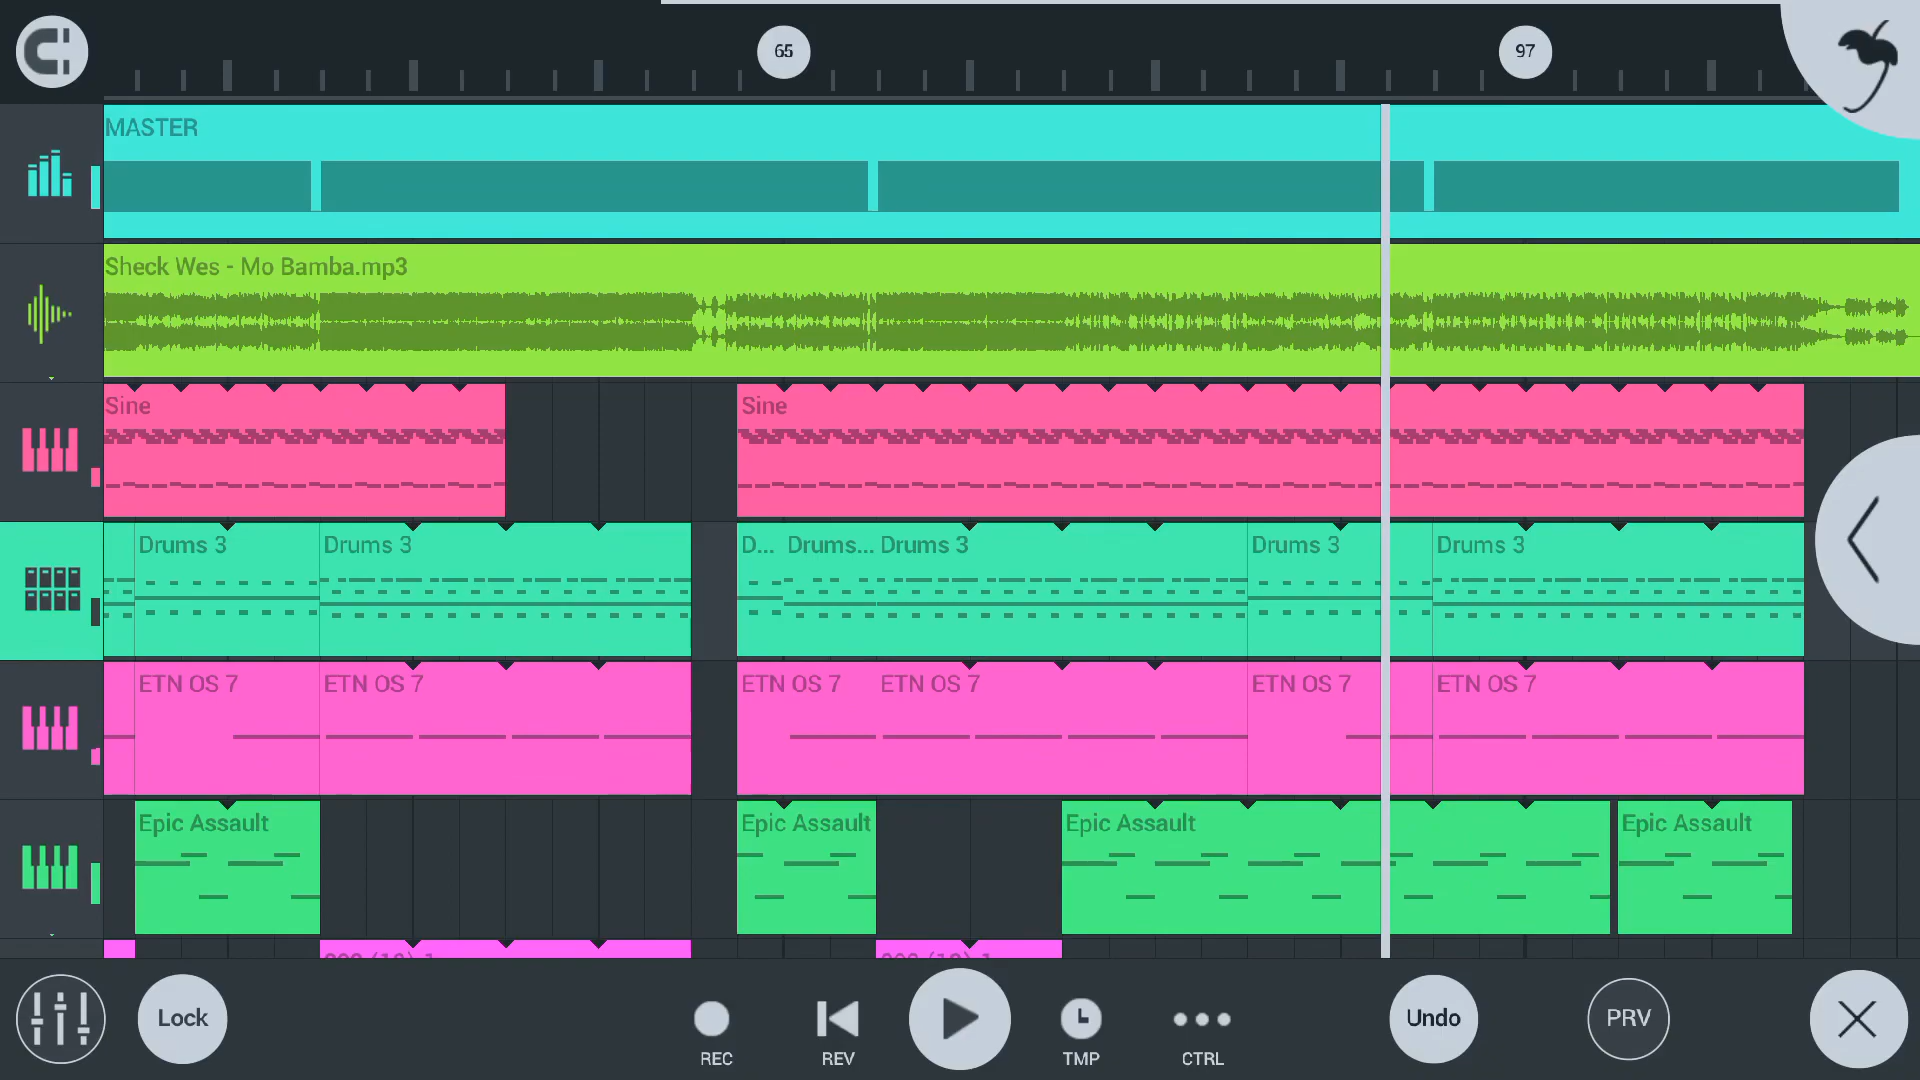 65
97
MASTER
Sheck Wes - Mo Bamba.mp3
Sine
Sine
Drums 3
Drums 3
D...
Drums...
Drums 3
Drums 3
Drums 3
ETN OS 7
ETN OS 7
ETN OS 7
ETN OS 7
ETN OS 7
ETN OS 7
Epic Assault
Epic Assault
Epic Assault
Epic Assault
Lock
REC
REV
TMP
CTRL
Undo
PRV